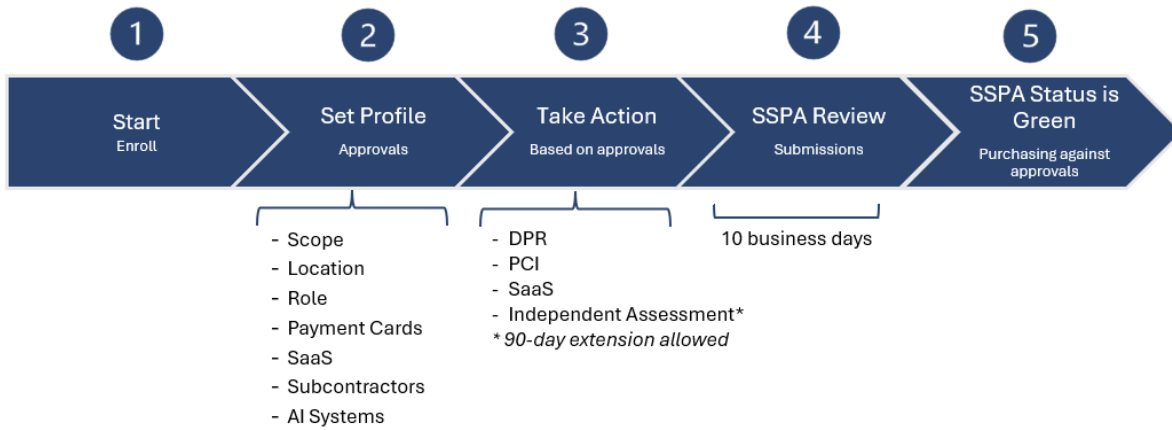 1
2
3
4
5
Start
Enroll
Set Profile
Approvals
Take Action
Based on approvals
SSPA Review
Submissions
SSPA Status is
Green
Purchasing against
approvals
- Scope
- Location
- Role
- Payment Cards
- SaaS
- Subcontractors
- AI Systems
- DPR
- PCI
- SaaS
- Independent Assessment*
* 90-day extension allowed
10 business days